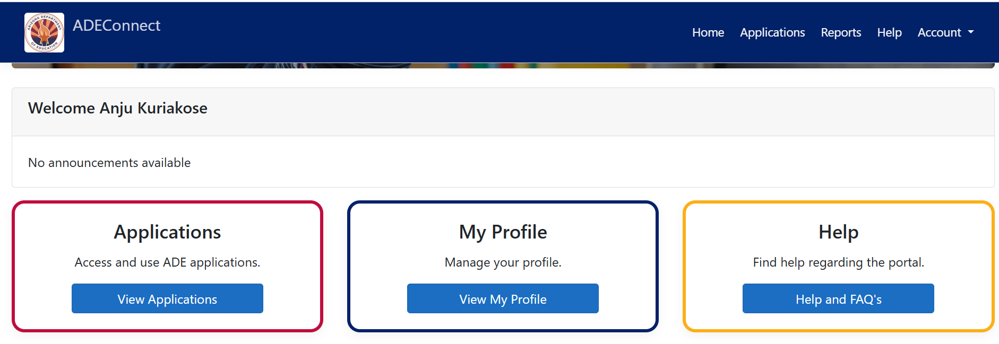 ARIZONA DEPARTMENT
OF EDUCATION
ADEConnect
Home Applications Reports Help Account
Welcome Anju Kuriakose
No announcements available
Applications
Access and use ADE applications.
View Applications
My Profile
Manage your profile.
View My Profile
Help
Find help regarding the portal.
Help and FAQ's